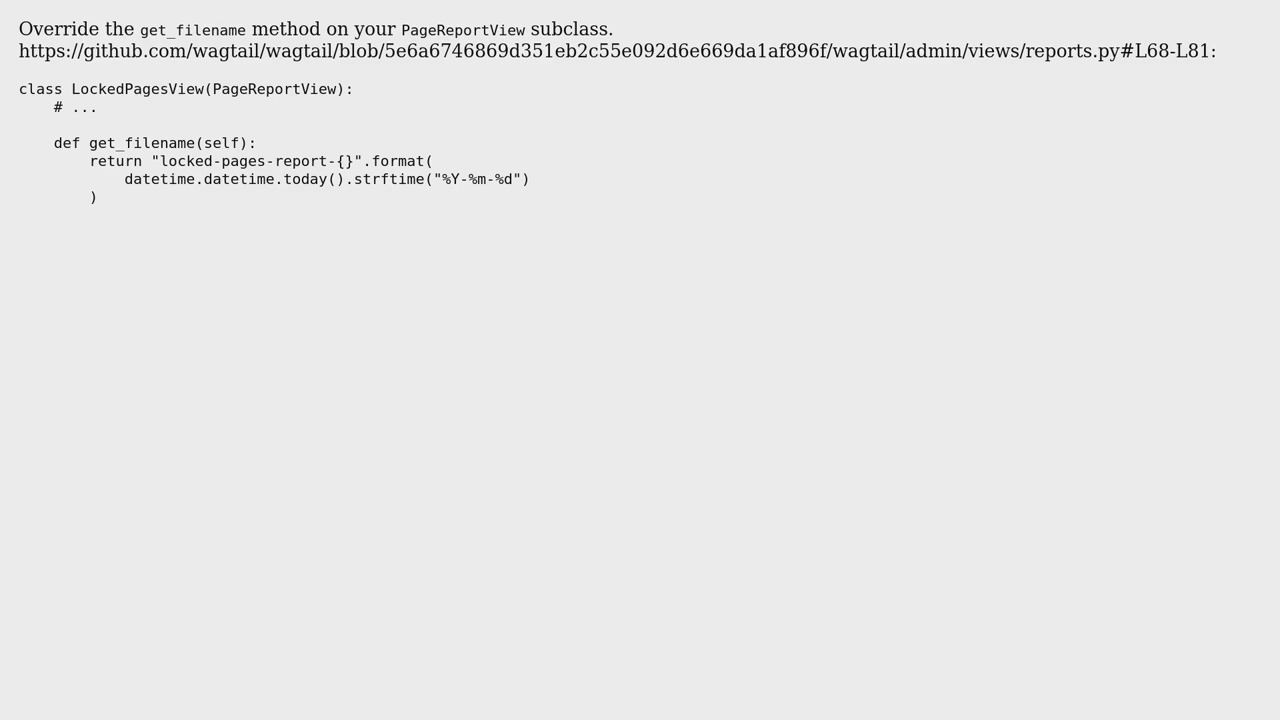 Override the get_filename method on your PageReportView subclass.
https://github.com/wagtail/wagtail/blob/5e6a6746869d351eb2c55e092d6e669da1af896f/wagtail/admin/views/reports.py#L68-L81:
class LockedPagesView(PageReportView):
    # ...
    def get_filename(self):
        return "locked-pages-report-{}".format(
            datetime.datetime.today().strftime("%Y-%m-%d")
        )